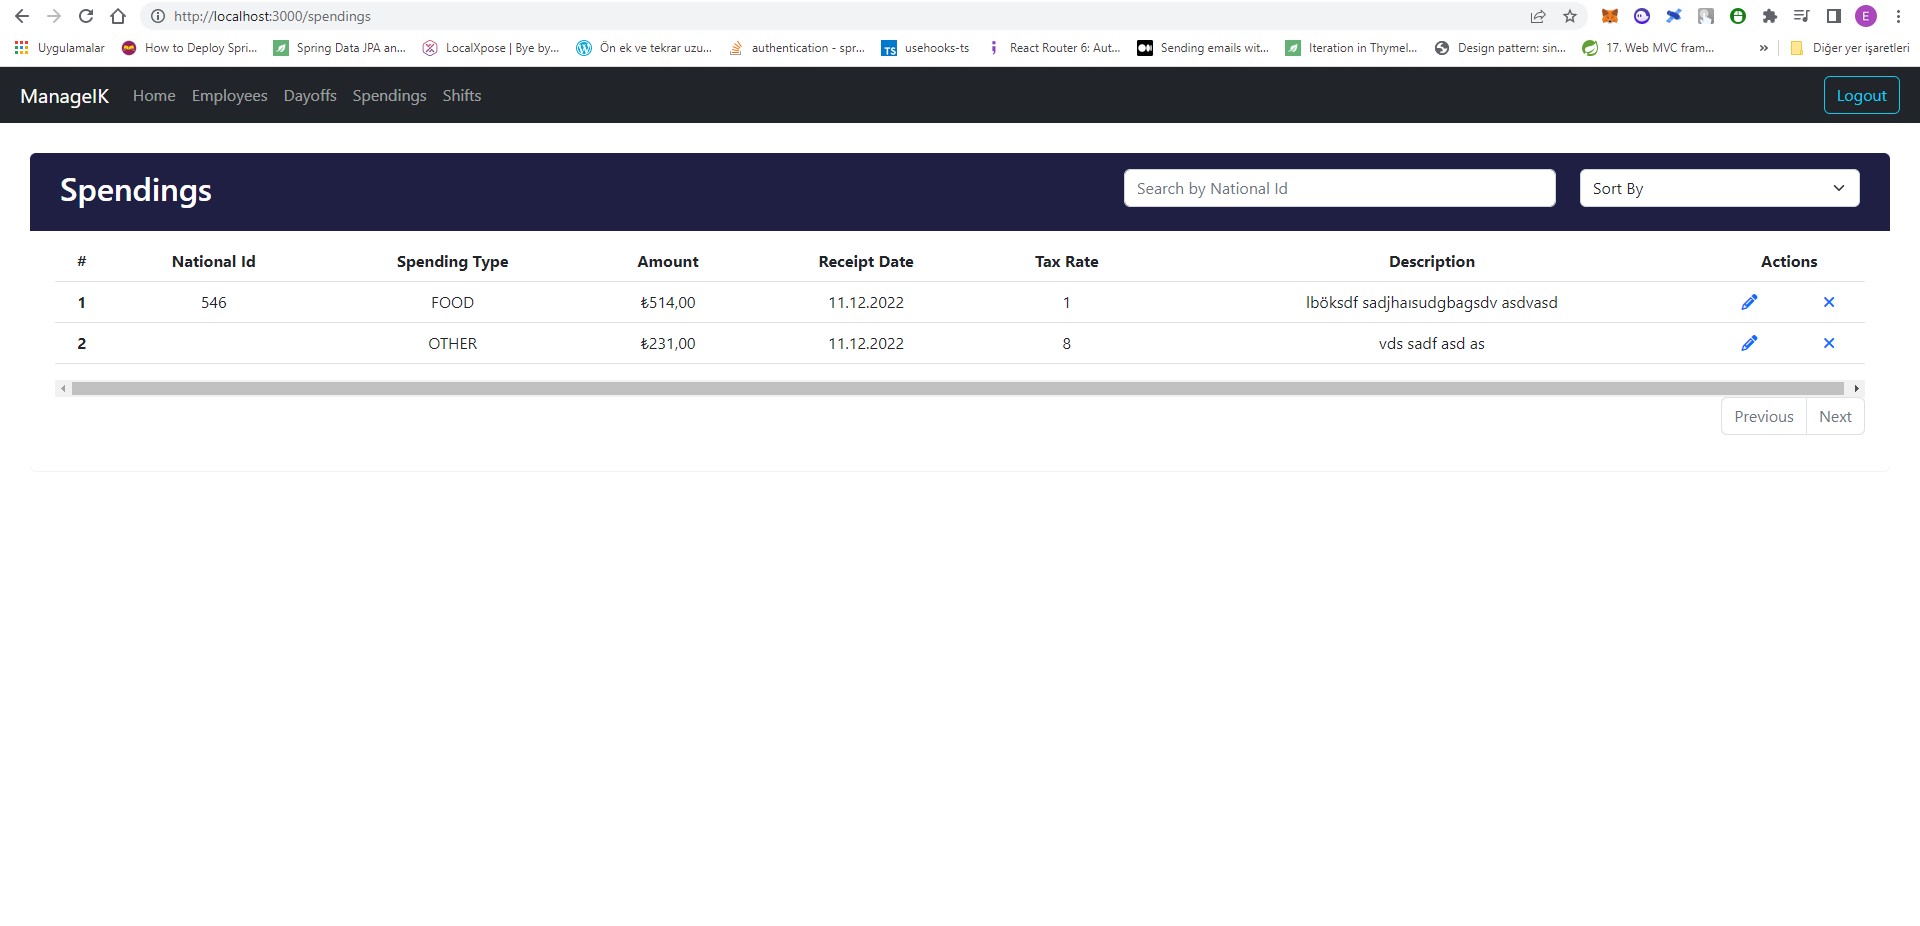 http://localhost:3000/spendings
E
Uygulamalar How to Deploy Spri... Spring Data JPA an... LocalXpose | Bye by... Ön ek ve tekrar uzu... authentication - spr... TS usehooks-ts React Router 6: Aut... Sending emails wit... Iteration in Thymel... Design pattern: sin... 17. Web MVC fram... » Diğer yer işaretleri
ManageIK Home Employees Dayoffs Spendings Shifts Logout
Spendings Search by National Id Sort By
# National Id Spending Type Amount Receipt Date Tax Rate Description Actions
1 546 FOOD ₺514,00 11.12.2022 1 lböksdf sadjhaısudgbagsdv asdvasd
2 OTHER ₺231,00 11.12.2022 8 vds sadf asd as
Previous Next